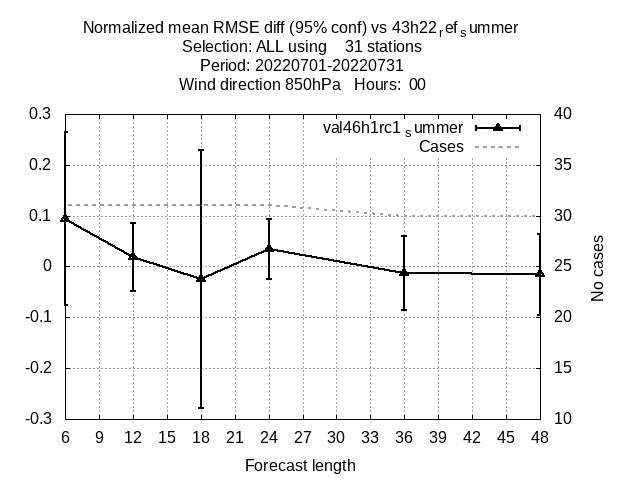 Normalized mean RMSE diff (95% conf) vs 43h22refsummer
Selection: ALL using 31 stations
Period: 20220701-20220731
Wind direction 850hPa Hours: 00
0.3 40
val46h1rc1summer
Cases
0.2 35
0.1 30
0 25
-0.1 20
-0.2 15
-0.3 10
No cases
6 9 12 15 18 21 24 27 30 33 36 39 42 45 48
Forecast length